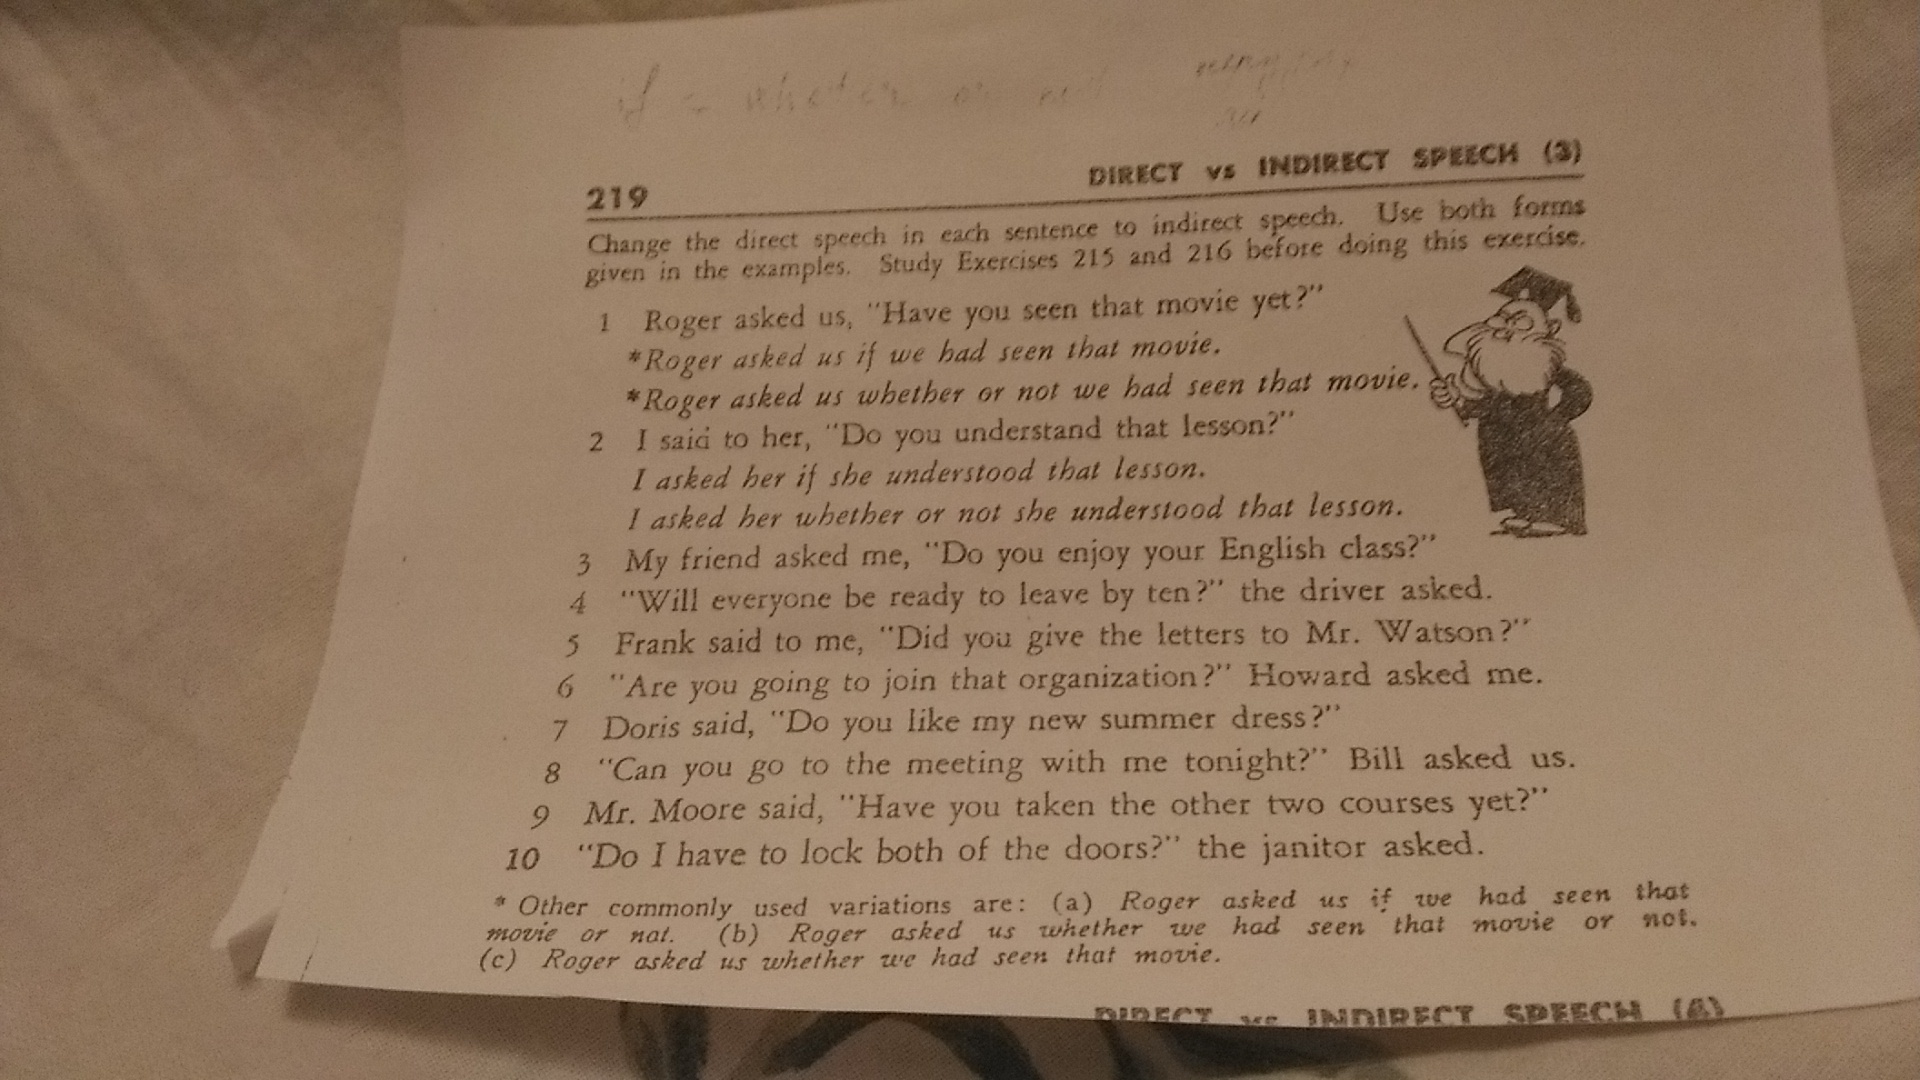 if = whether or not
219
DIRECT vs INDIRECT SPEECH (3)
Change the direct speech in each sentence to indirect speech. Use both forms
given in the examples. Study Exercises 215 and 216 before doing this exercise.
1 Roger asked us, "Have you seen that movie yet?"
*Roger asked us if we had seen that movie.
*Roger asked us whether or not we had seen that movie.
2 I said to her, "Do you understand that lesson?"
I asked her if she understood that lesson.
I asked her whether or not she understood that lesson.
3 My friend asked me, "Do you enjoy your English class?"
4 "Will everyone be ready to leave by ten?" the driver asked.
5 Frank said to me, "Did you give the letters to Mr. Watson?"
6 "Are you going to join that organization?" Howard asked me.
7 Doris said, "Do you like my new summer dress?"
8 "Can you go to the meeting with me tonight?" Bill asked us.
9 Mr. Moore said, "Have you taken the other two courses yet?"
10 "Do I have to lock both of the doors?" the janitor asked.
* Other commonly used variations are: (a) Roger asked us if we had seen that
movie or not. (b) Roger asked us whether we had seen that movie or not.
(c) Roger asked us whether we had seen that movie.
DIRECT vs INDIRECT SPEECH (4)